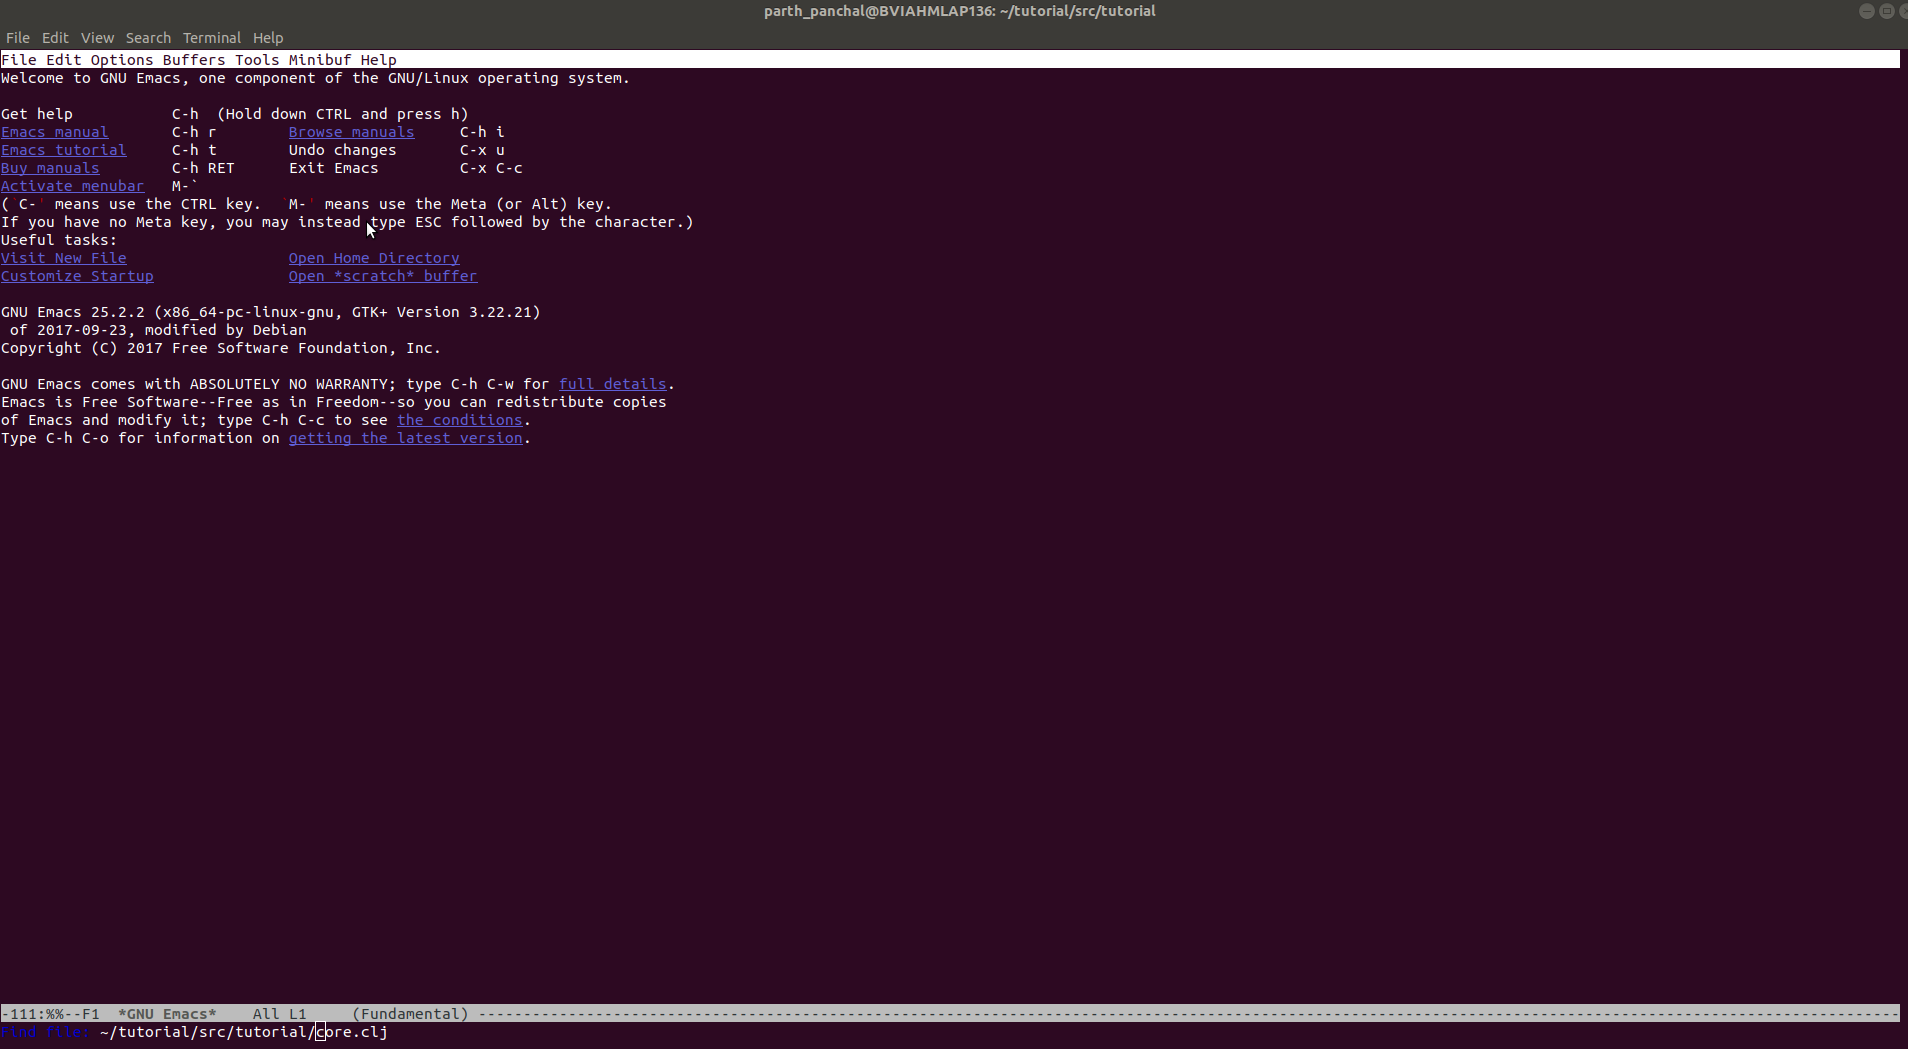 parth_panchal@BVIAHMLAP136: ~/tutorial/src/tutorial
File Edit View Search Terminal Help
File Edit Options Buffers Tools Minibuf Help
Welcome to GNU Emacs, one component of the GNU/Linux operating system.
Get help           C-h  (Hold down CTRL and press h)
Emacs manual       C-h r        Browse manuals     C-h i
Emacs tutorial     C-h t        Undo changes       C-x u
Buy manuals        C-h RET      Exit Emacs         C-x C-c
Activate menubar   M-`
(`C-' means use the CTRL key.  `M-' means use the Meta (or Alt) key.
If you have no Meta key, you may instead type ESC followed by the character.)
Useful tasks:
Visit New File                  Open Home Directory
Customize Startup               Open *scratch* buffer
GNU Emacs 25.2.2 (x86_64-pc-linux-gnu, GTK+ Version 3.22.21)
 of 2017-09-23, modified by Debian
Copyright (C) 2017 Free Software Foundation, Inc.
GNU Emacs comes with ABSOLUTELY NO WARRANTY; type C-h C-w for full details.
Emacs is Free Software--Free as in Freedom--so you can redistribute copies
of Emacs and modify it; type C-h C-c to see the conditions.
Type C-h C-o for information on getting the latest version.
-111:%%--F1  *GNU Emacs*    All L1     (Fundamental) ------------------------------------------------------------
Find file: ~/tutorial/src/tutorial/core.clj